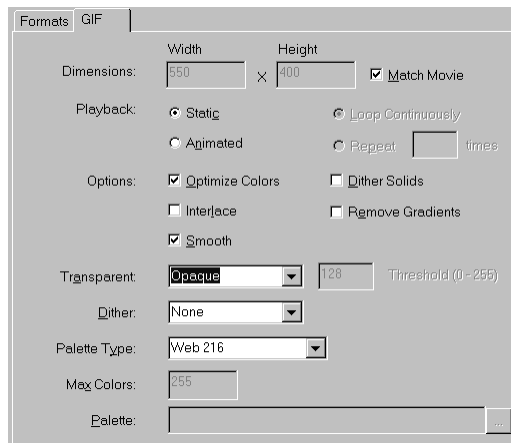 Formats GIF
Width Height
Dimensions: 550 X 400 Match Movie
Playback: Static Loop Continuously
Animated Repeat times
Options: Optimize Colors Dither Solids
Interlace Remove Gradients
Smooth
Transparent: Opaque 128 Threshold (0 - 255)
Dither: None
Palette Type: Web 216
Max Colors: 255
Palette: ...